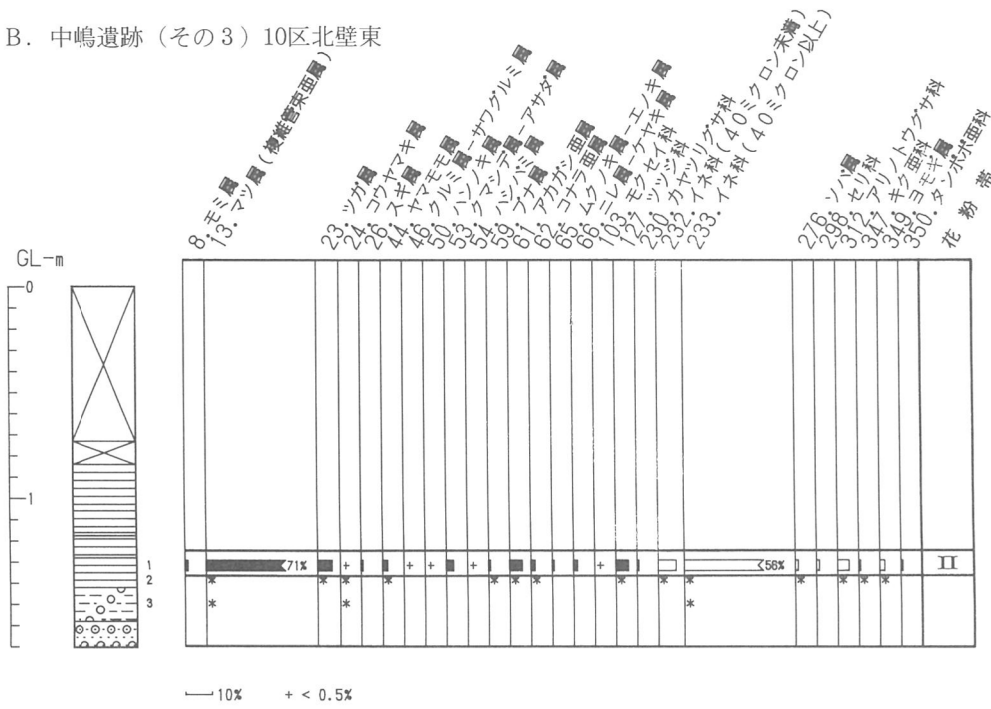 B. 中嶋遺跡（その３）10区北壁東
8. モミ属
13. マツ属（複維管束亜属）
23. ツガ属
24. コウヤマキ属
26. スギ属
44. ヤマモモ属
46. クルミ属ーサワグルミ属
50. ハンノキ属
53. クマシデ属ーアサダ属
54. ハシバミ属
59. ブナ属
61. アカガシ亜属
62. コナラ亜属
65. ムクノキ属ーエノキ属
66. ニレ属ーケヤキ属
103. モクセイ科
127. ツツジ科
230. カヤツリグサ科
232. イネ科（４０ミクロン未満）
233. イネ科（４０ミクロン以上）
276. ソバ属
298. セリ科
312. アリノトウグサ科
347. キク亜科
349. ヨモギ属
350. タンポポ亜科
花粉帯
GL-m
0
1
1 71% + + + + + 56% II
2 * * * * * * * * * * * * *
3 * * *
10% + < 0.5%